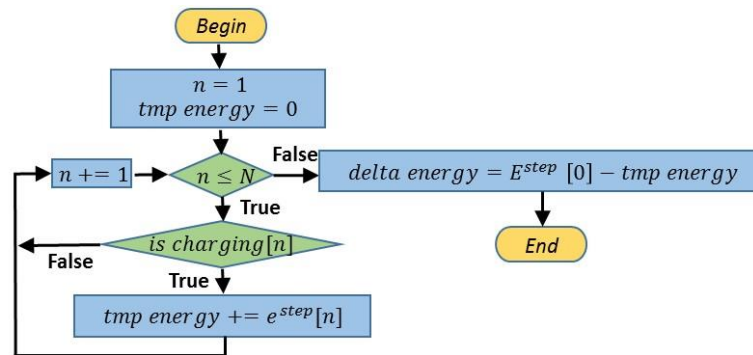 Begin
n = 1
tmp energy = 0
n += 1
n ≤ N
False
delta energy = E^step [0] − tmp energy
True
is charging[n]
False
End
True
tmp energy += e^step[n]